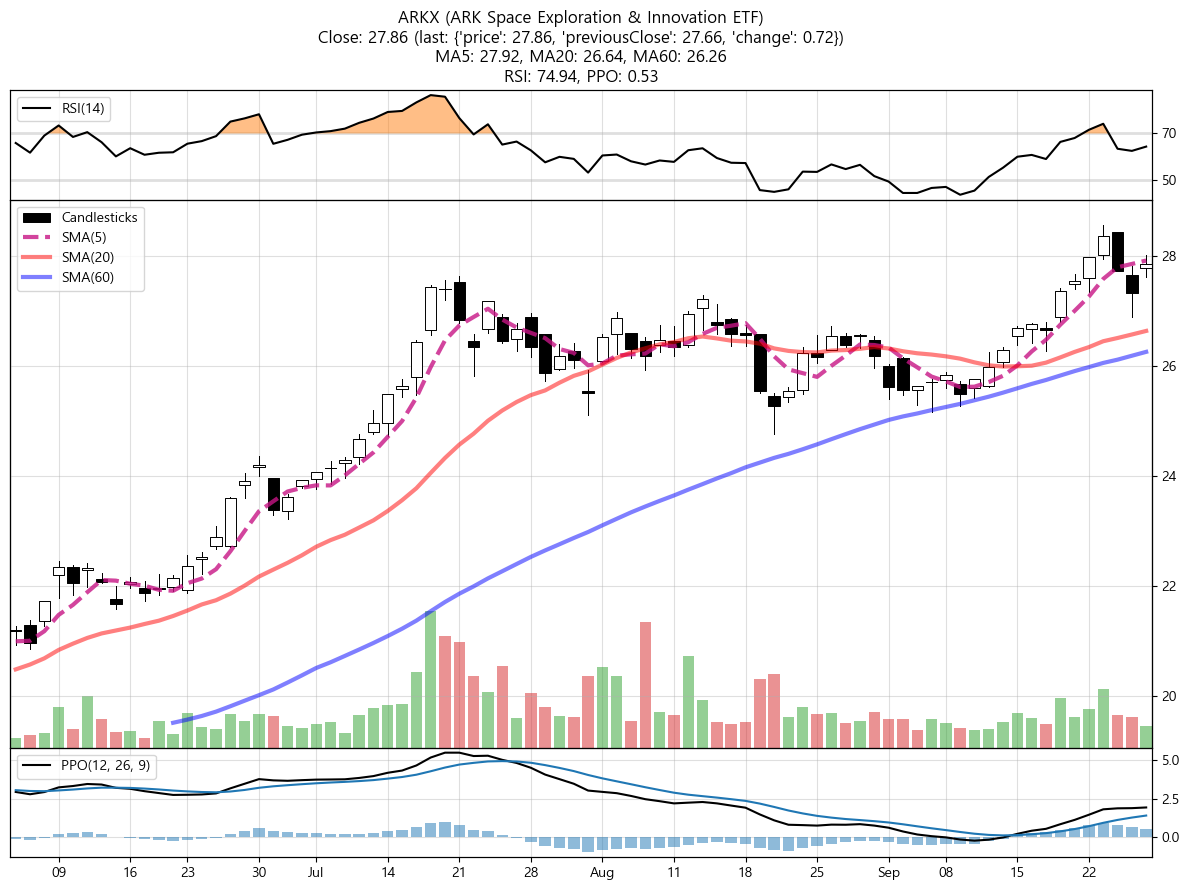 ARKX (ARK Space Exploration & Innovation ETF)
Close: 27.86 (last: {'price': 27.86, 'previousClose': 27.66, 'change': 0.72})
MA5: 27.92, MA20: 26.64, MA60: 26.26
RSI: 74.94, PPO: 0.53
RSI(14)
70
50
Candlesticks
SMA(5)
SMA(20)
SMA(60)
28
26
24
22
20
PPO(12, 26, 9)
5.0
2.5
0.0
09 16 23 30 Jul 14 21 28 Aug 11 18 25 Sep 08 15 22